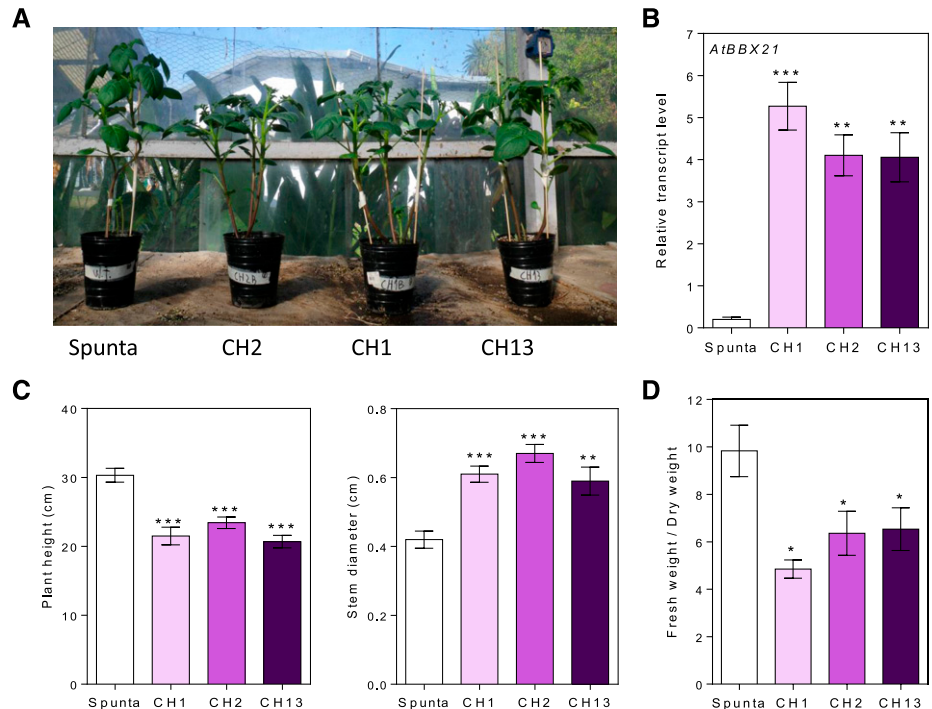 A
W.T.
CH2A
CH1B
CH13
Spunta
CH2
CH1
CH13
B
AtBBX21
Relative transcript level
7
6
5
4
3
2
1
0
***
**
**
Spunta
CH1
CH2
CH13
C
Plant height (cm)
40
30
20
10
0
***
***
***
Spunta
CH1
CH2
CH13
Stem diameter (cm)
0.8
0.6
0.4
0.2
0.0
***
***
**
Spunta
CH1
CH2
CH13
D
Fresh weight / Dry weight
12
10
8
6
4
2
0
*
*
*
Spunta
CH1
CH2
CH13